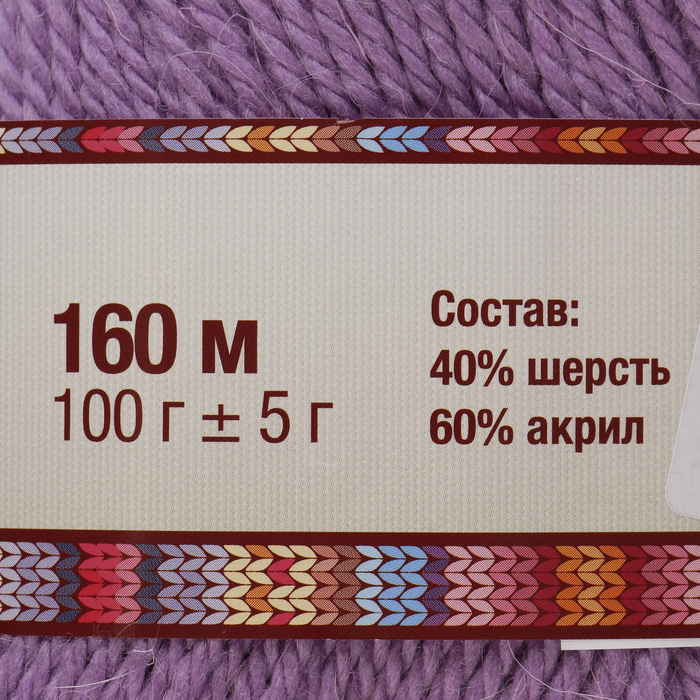 160 м
100 г ± 5 г
Состав:
40% шерсть
60% акрил